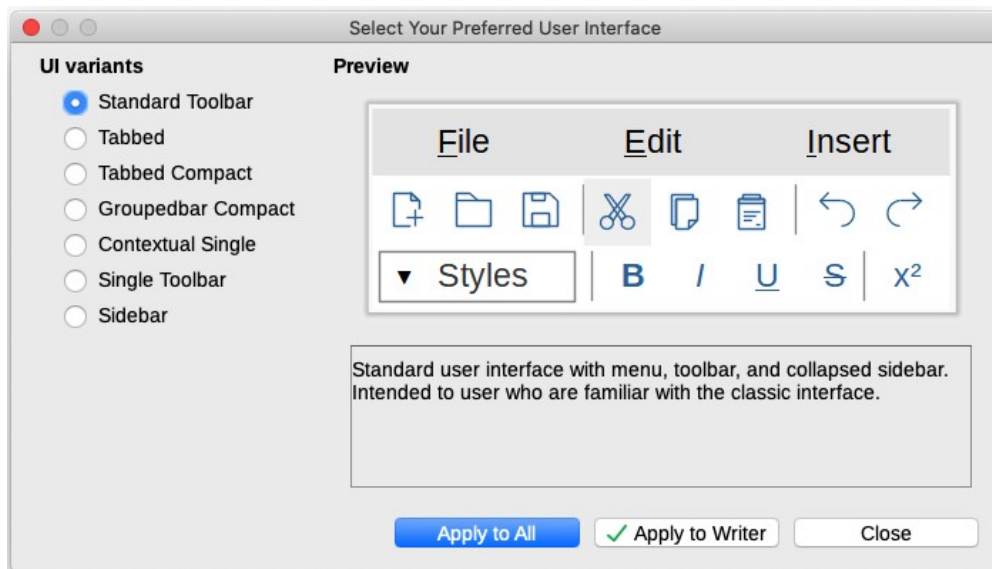 Select Your Preferred User Interface
UI variants
Standard Toolbar
Tabbed
Tabbed Compact
Groupedbar Compact
Contextual Single
Single Toolbar
Sidebar
Preview
File Edit Insert
Styles B I U S x²
Standard user interface with menu, toolbar, and collapsed sidebar.
Intended to user who are familiar with the classic interface.
Apply to All Apply to Writer Close